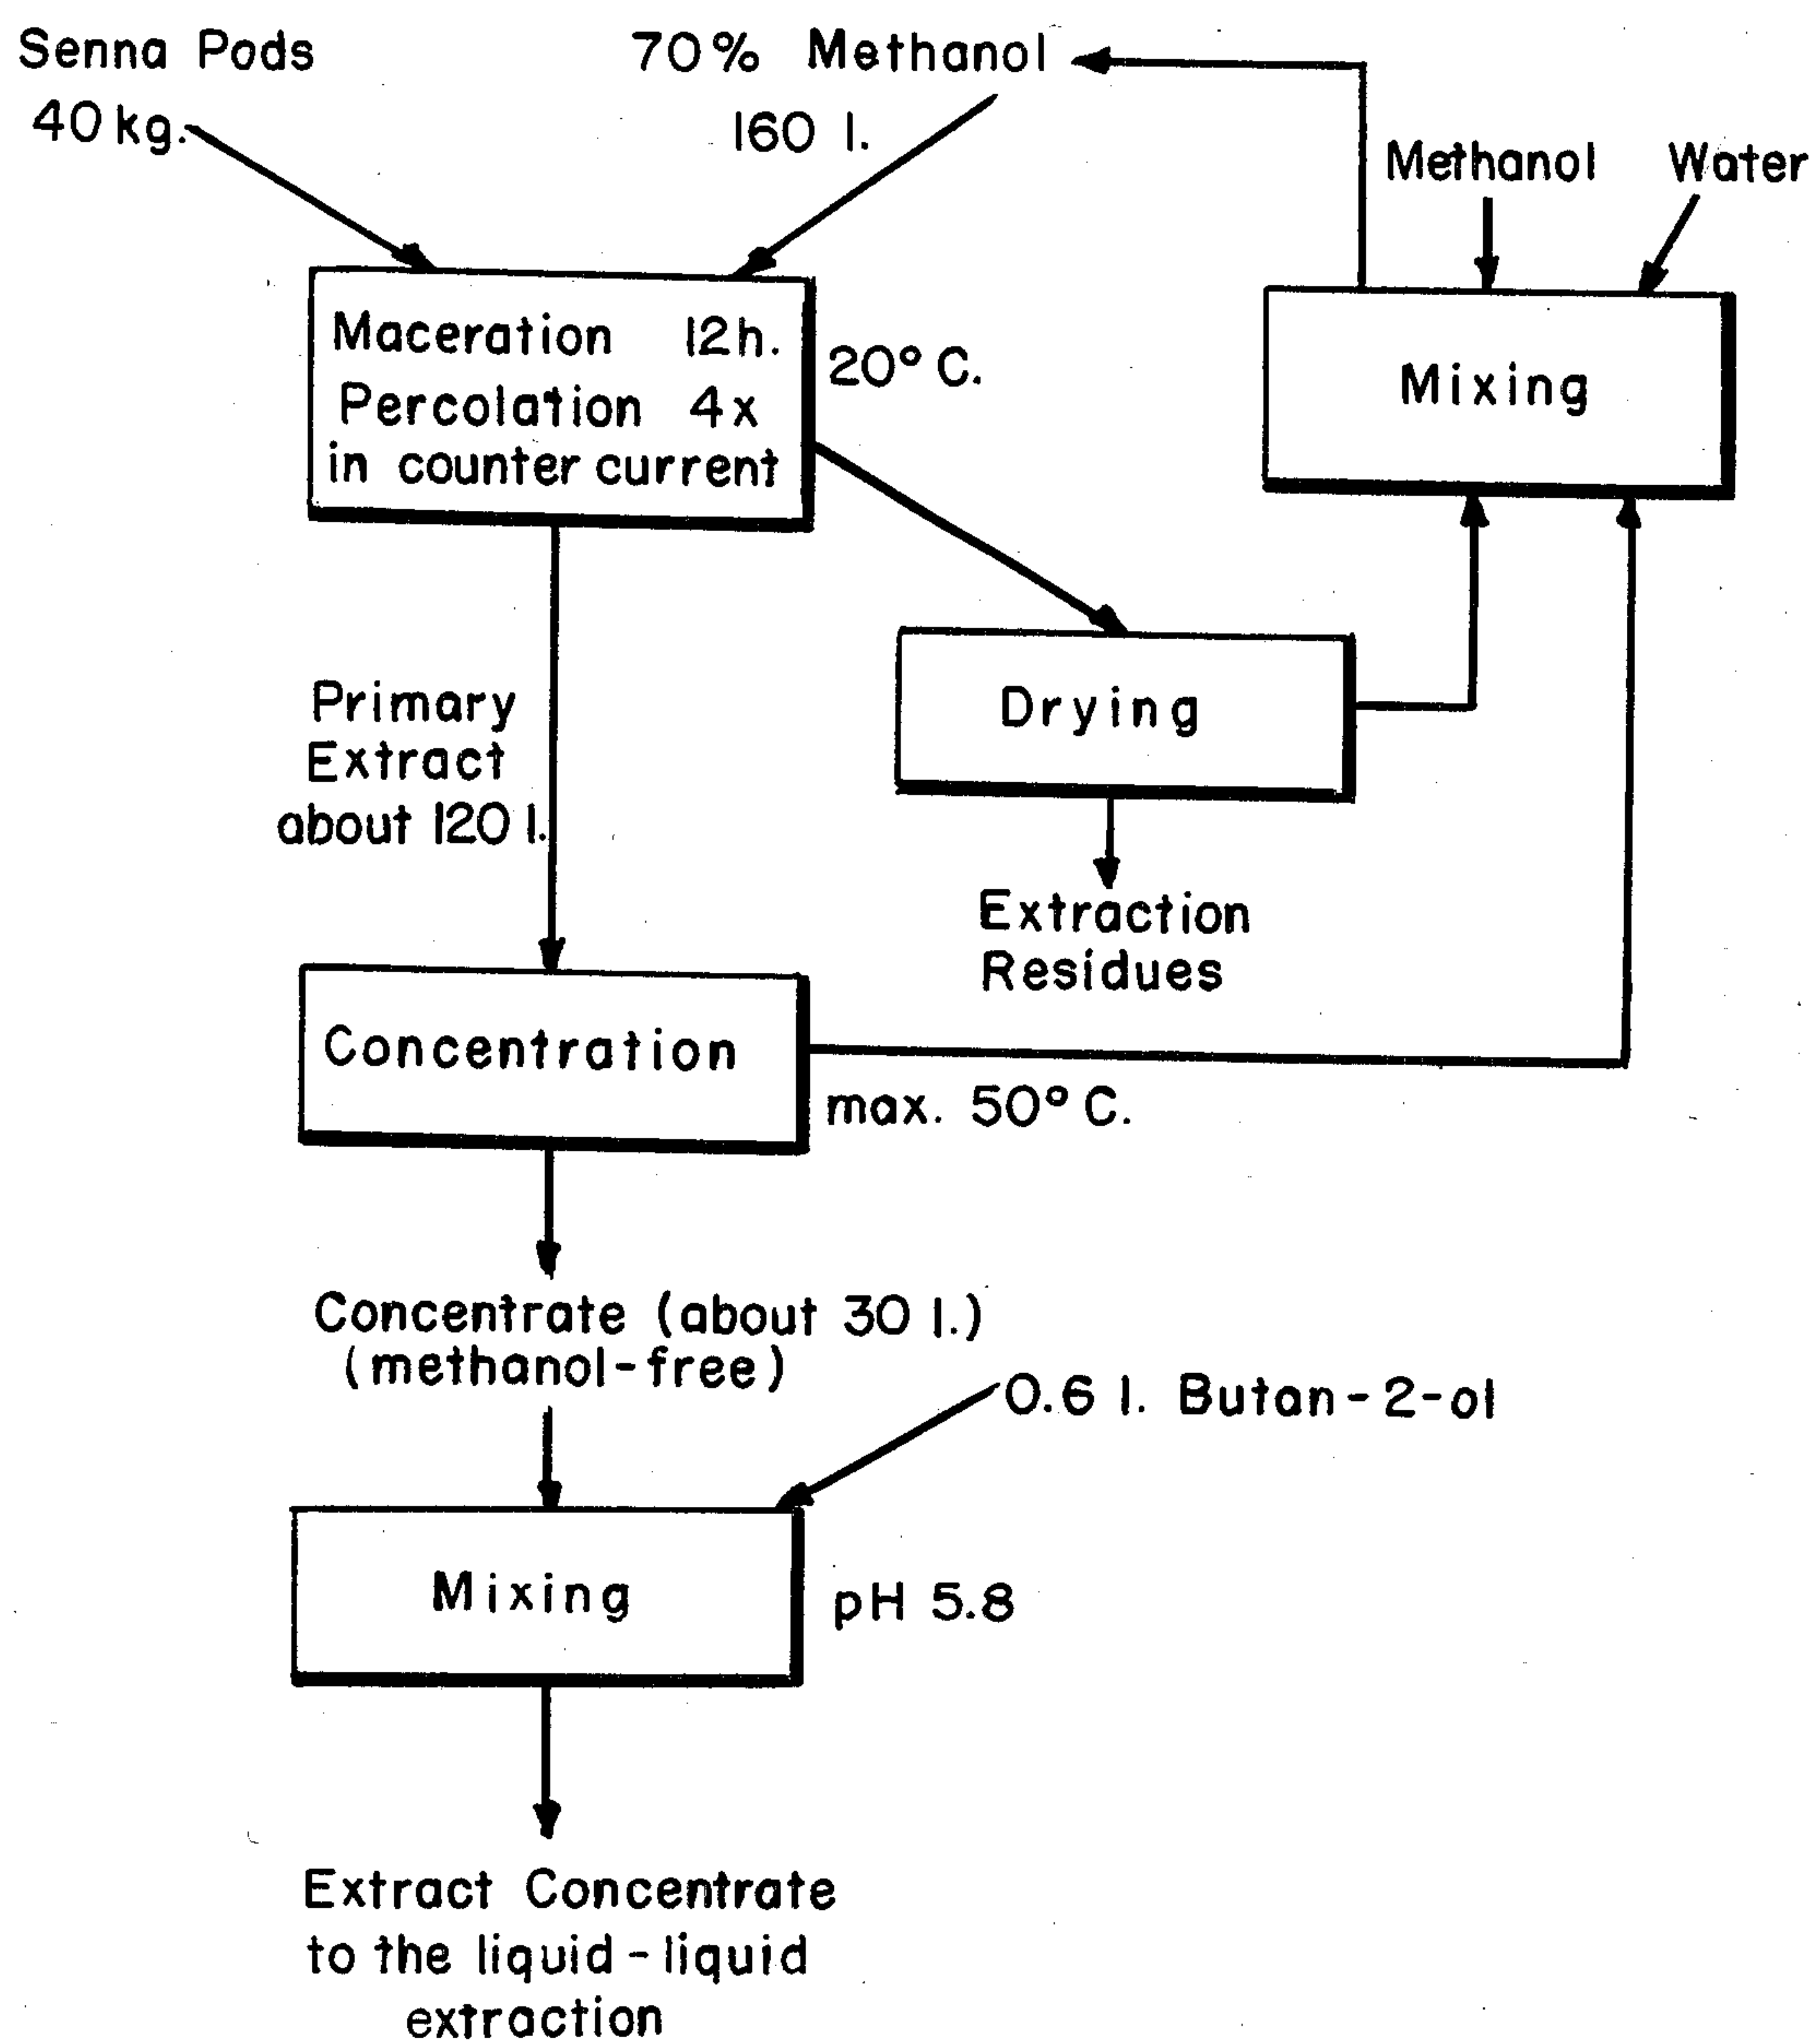 Senna Pods
40 kg.
70% Methanol
160 l.
Methanol
Water
Maceration 12h.
Percolation 4x
in counter current
20° C.
Mixing
Drying
Primary
Extract
about 120 l.
Extraction
Residues
Concentration
max. 50° C.
Concentrate (about 30 l.)
(methanol-free)
0.6 l. Butan-2-ol
Mixing
pH 5.8
Extract Concentrate
to the liquid-liquid
extraction